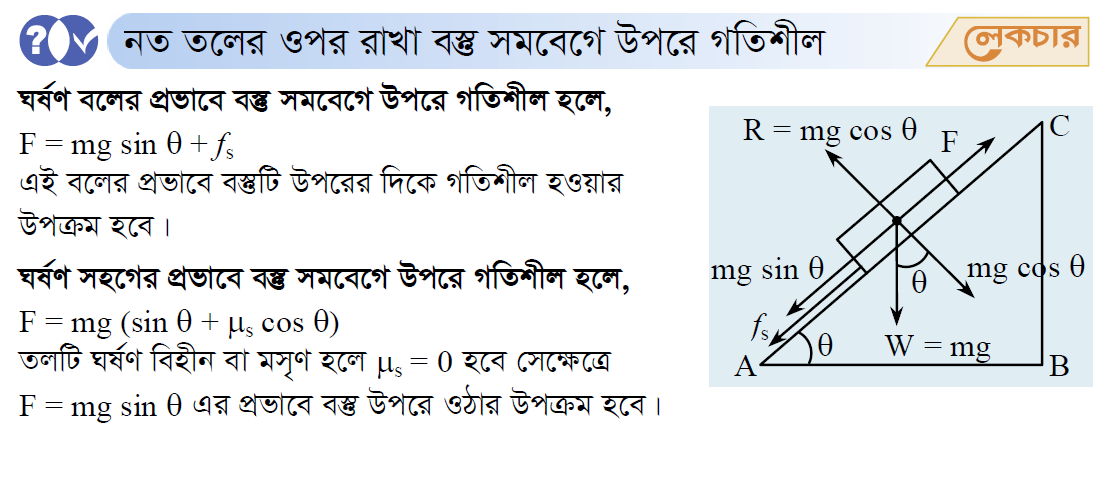 নত তলের ওপর রাখা বস্তু সমবেগে উপরে গতিশীল
লেকচার
ঘর্ষণ বলের প্রভাবে বস্তু সমবেগে উপরে গতিশীল হলে,
F = mg sin θ + fₛ
এই বলের প্রভাবে বস্তুটি উপরের দিকে গতিশীল হওয়ার
উপক্রম হবে।
ঘর্ষণ সহগের প্রভাবে বস্তু সমবেগে উপরে গতিশীল হলে,
F = mg (sin θ + μₛ cos θ)
তলটি ঘর্ষণ বিহীন বা মসৃণ হলে μₛ = 0 হবে সেক্ষেত্রে
F = mg sin θ এর প্রভাবে বস্তু উপরে ওঠার উপক্রম হবে।
R = mg cos θ
F
C
mg sin θ
θ
mg cos θ
fₛ
A
θ
W = mg
B